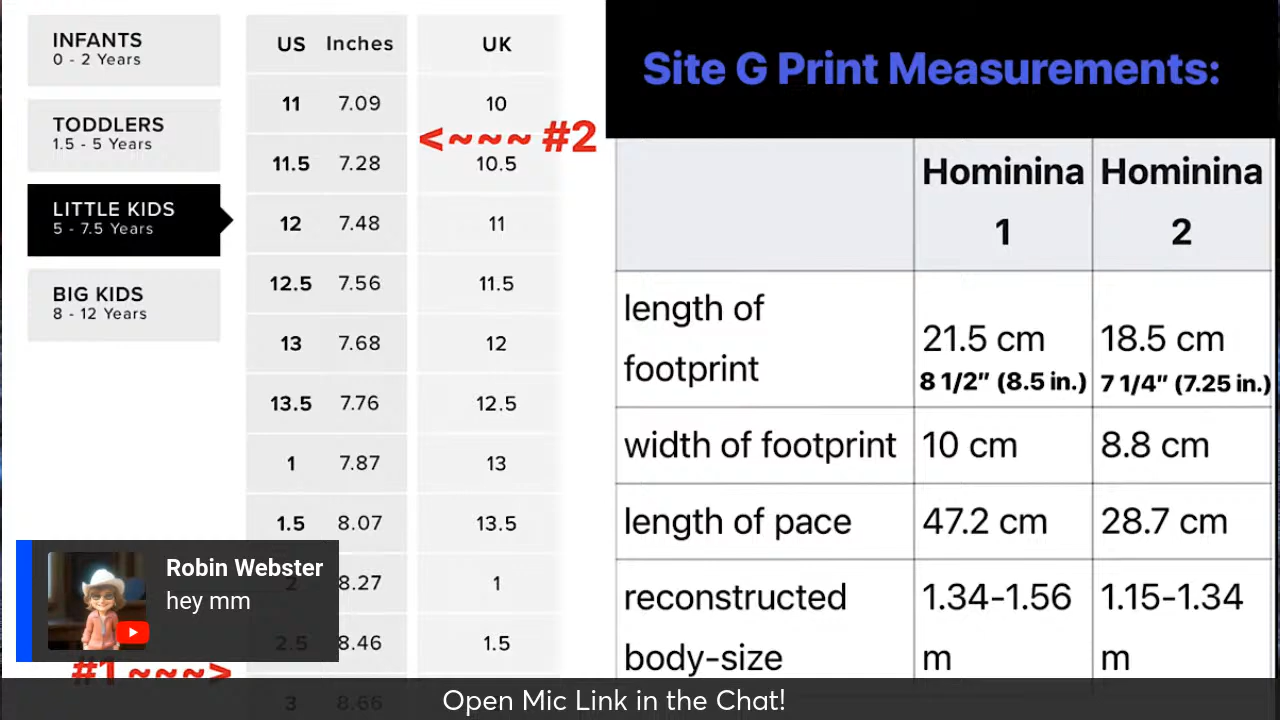 INFANTS
0 - 2 Years
TODDLERS
1.5 - 5 Years
LITTLE KIDS
5 - 7.5 Years
BIG KIDS
8 - 12 Years
US Inches UK
11 7.09 10
<~~~ #2
11.5 7.28 10.5
12 7.48 11
12.5 7.56 11.5
13 7.68 12
13.5 7.76 12.5
1 7.87 13
1.5 8.07 13.5
2 8.27 1
2.5 8.46 1.5
#1 ~~~>
3 8.66
Robin Webster
hey mm
Site G Print Measurements:
Hominina Hominina
1 2
length of
footprint 21.5 cm 18.5 cm
8 1/2" (8.5 in.) 7 1/4" (7.25 in.)
width of footprint 10 cm 8.8 cm
length of pace 47.2 cm 28.7 cm
reconstructed 1.34-1.56 1.15-1.34
body-size m m
Open Mic Link in the Chat!